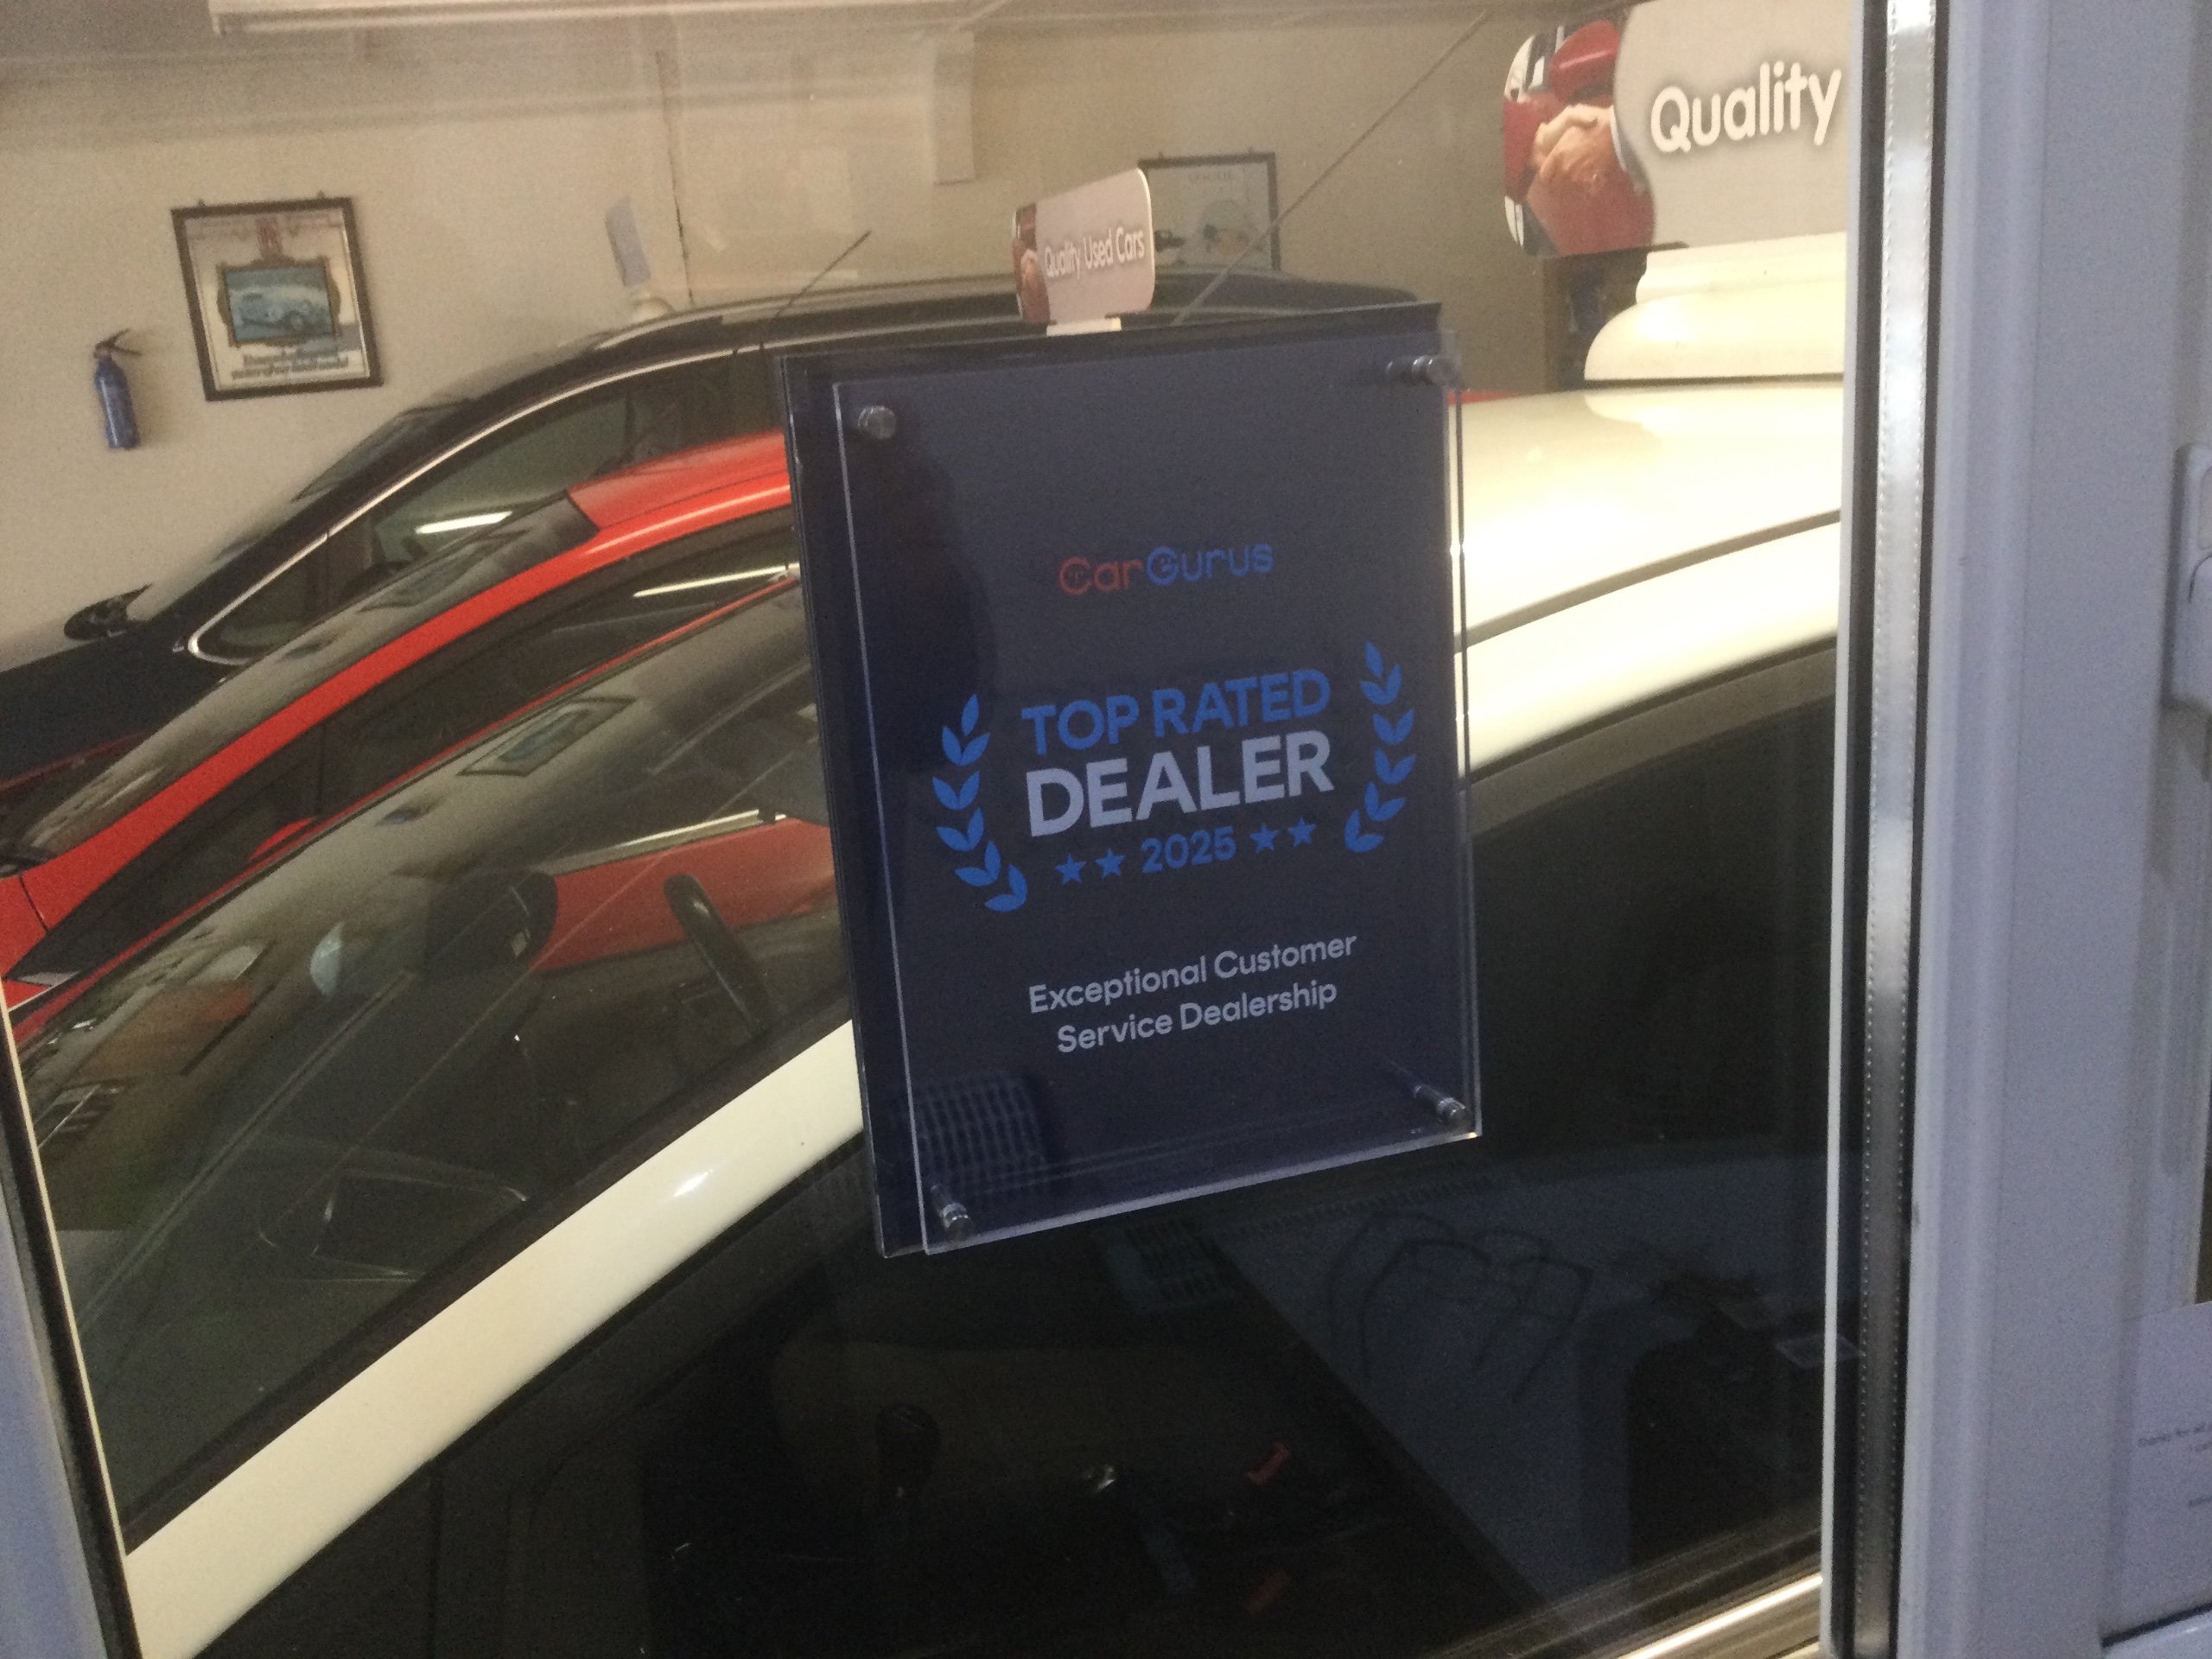 Quality
Quality Used Cars
CarGurus
TOP RATED
DEALER
2025
Exceptional Customer
Service Dealership